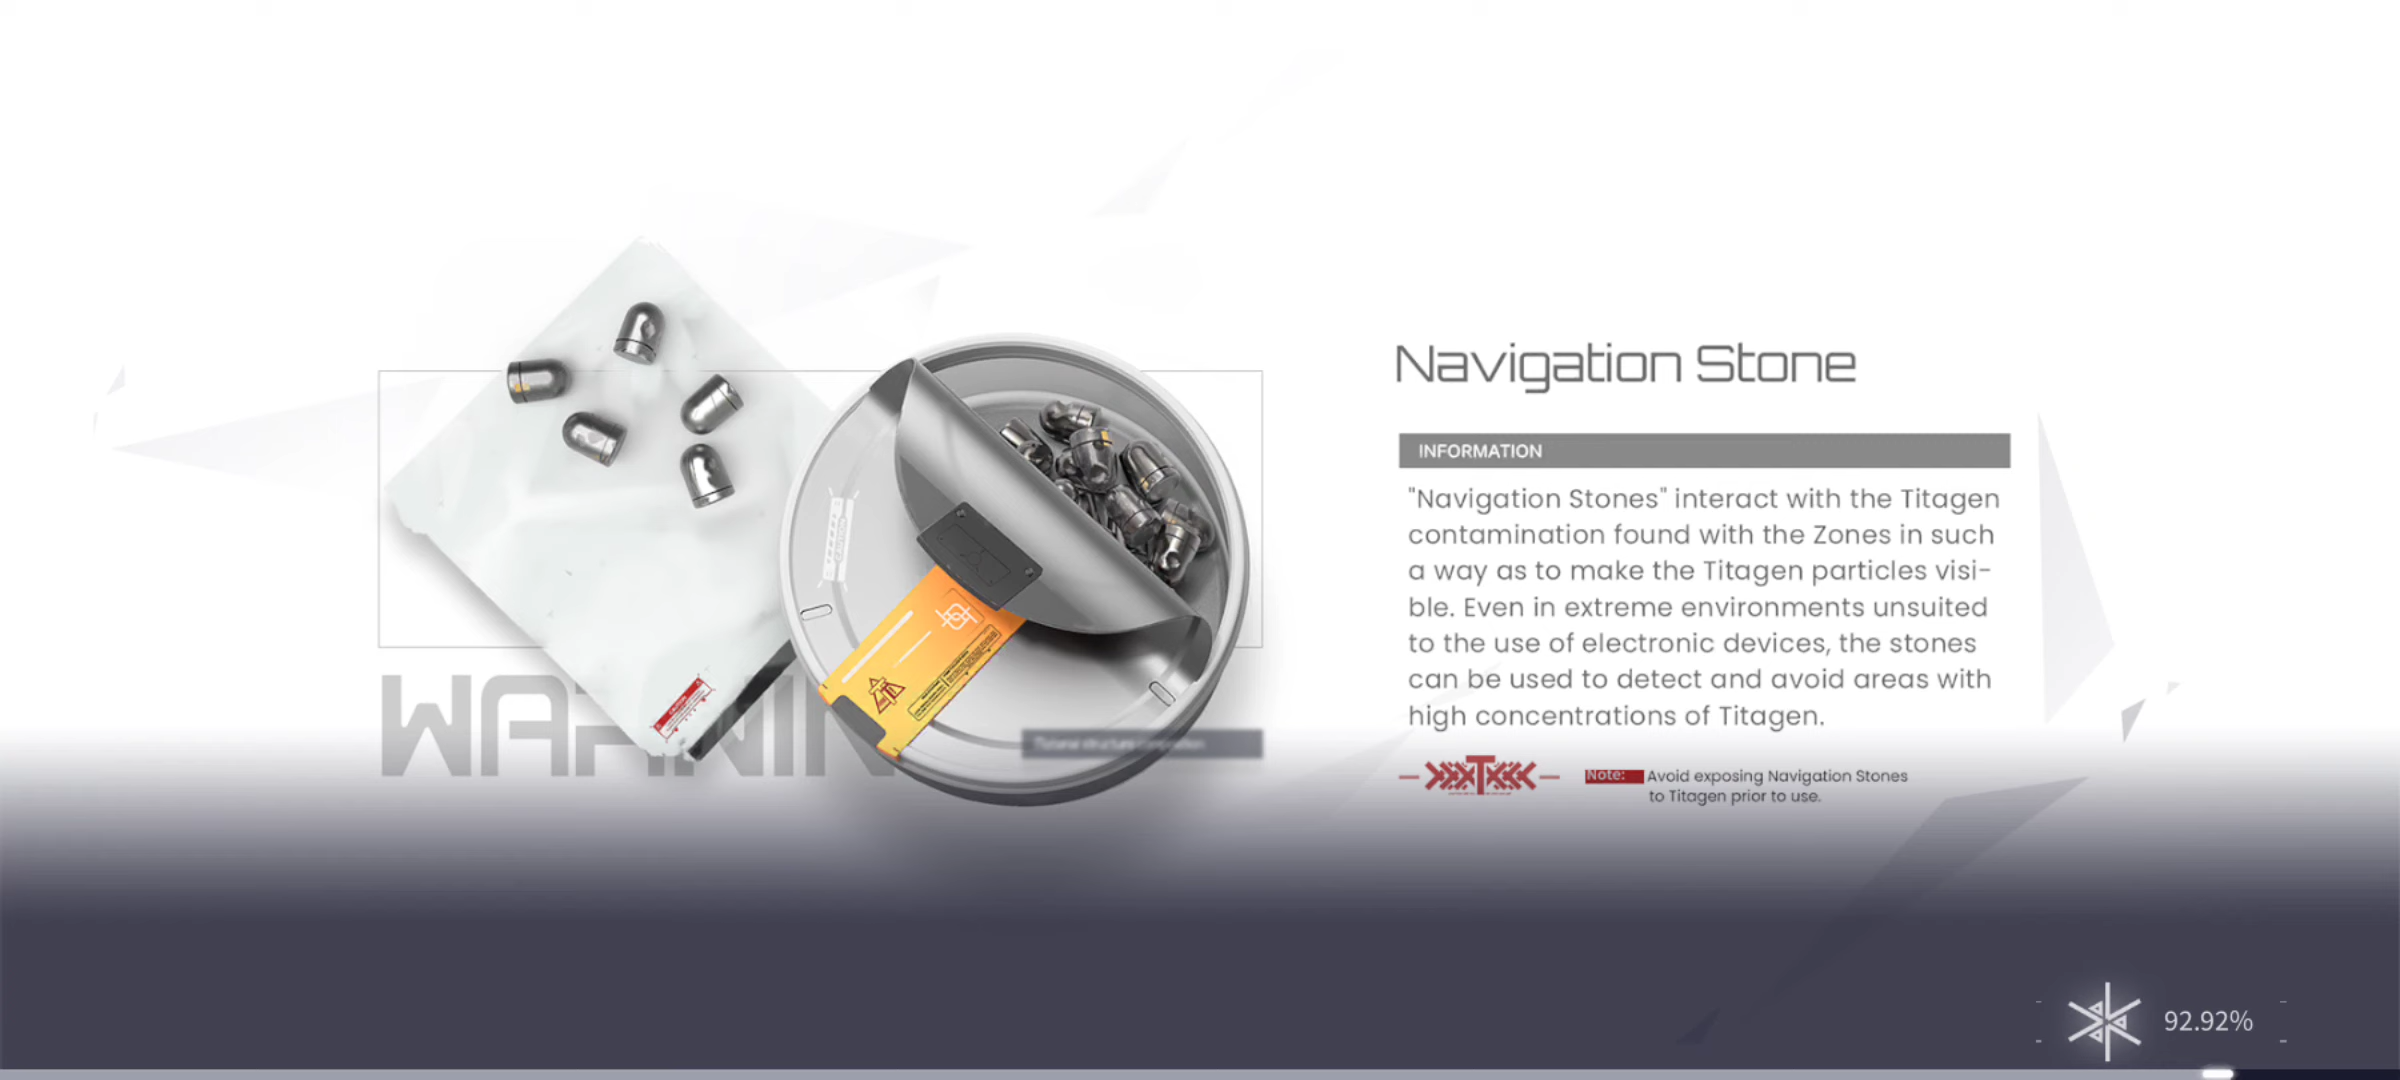 Navigation Stone
INFORMATION
"Navigation Stones" interact with the Titagen
contamination found with the Zones in such
a way as to make the Titagen particles visi-
ble. Even in extreme environments unsuited
to the use of electronic devices, the stones
can be used to detect and avoid areas with
high concentrations of Titagen.
Note: Avoid exposing Navigation Stones
to Titagen prior to use.
CAUTION
92.92%